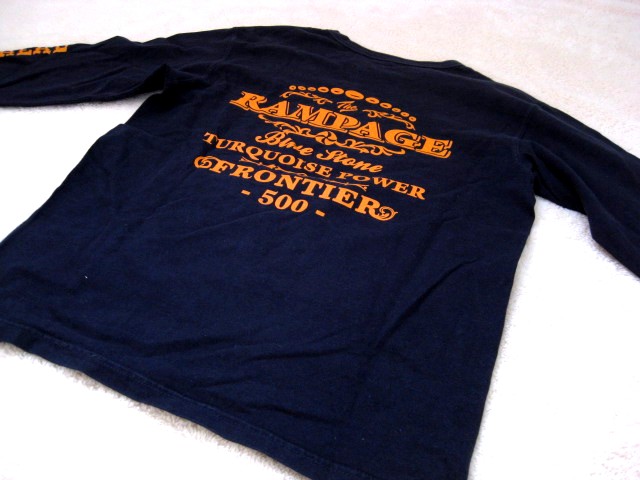 The
RAMPAGE
Blue Stone
TURQUOISE POWER
FRONTIER
- 500 -